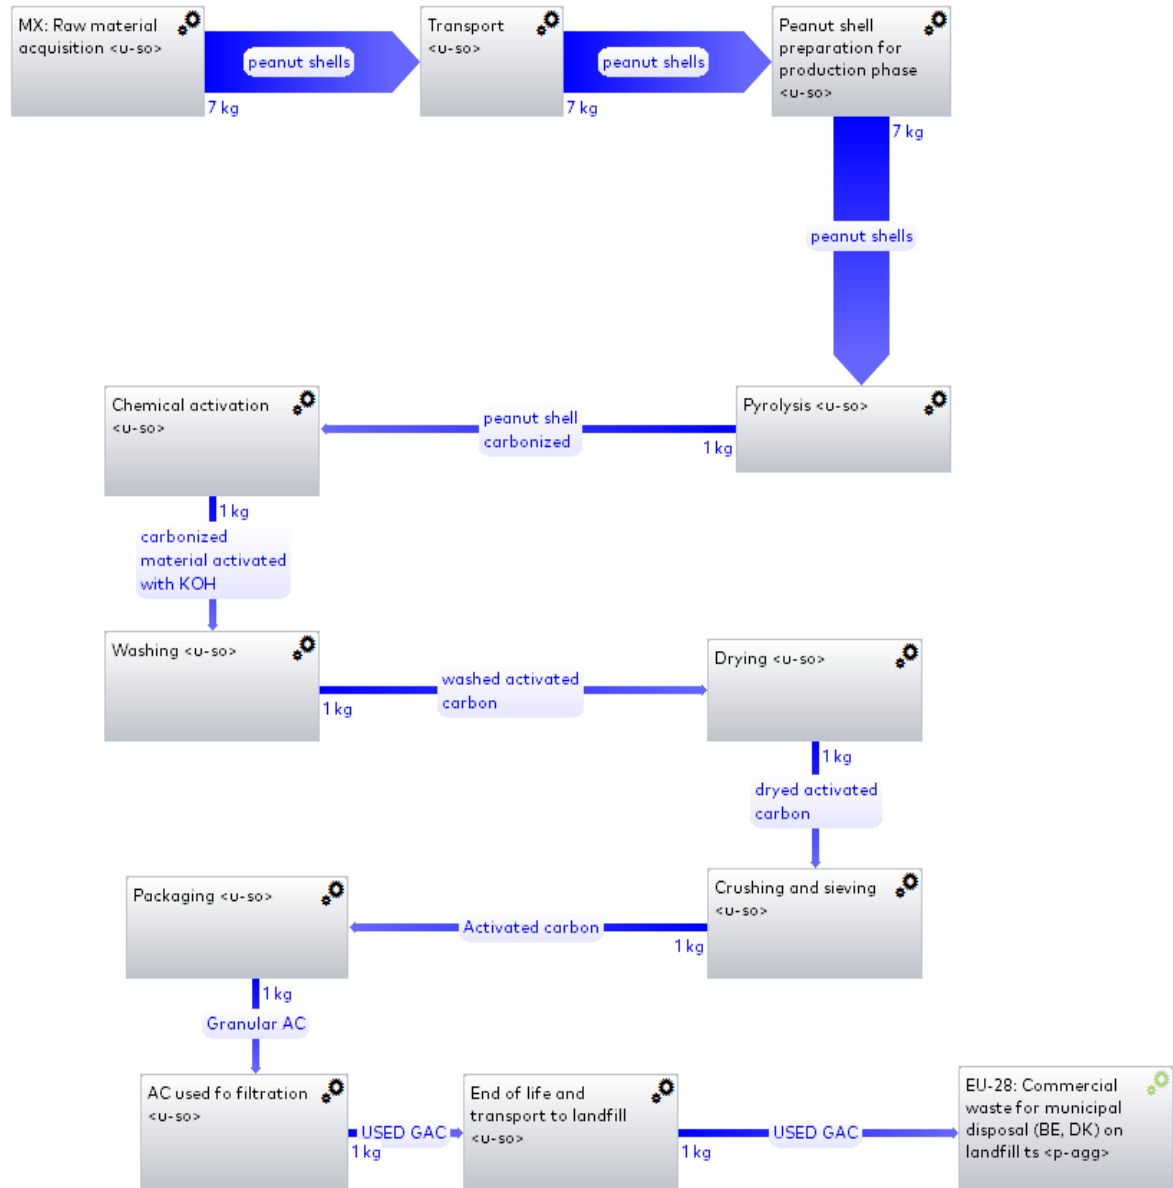 MX: Raw material
acquisition <u-so>
peanut shells
7 kg
Transport
<u-so>
peanut shells
7 kg
Peanut shell
preparation for
production phase
<u-so>
7 kg
peanut shells
Pyrolysis <u-so>
1 kg
peanut shell
carbonized
Chemical activation
<u-so>
1 kg
carbonized
material activated
with KOH
Washing <u-so>
1 kg
washed activated
carbon
Drying <u-so>
1 kg
dryed activated
carbon
Crushing and sieving
<u-so>
1 kg
Activated carbon
Packaging <u-so>
1 kg
Granular AC
AC used fo filtration
<u-so>
1 kg
USED GAC
End of life and
transport to landfill
<u-so>
1 kg
USED GAC
EU-28: Commercial
waste for municipal
disposal (BE, DK) on
landfill ts <p-agg>